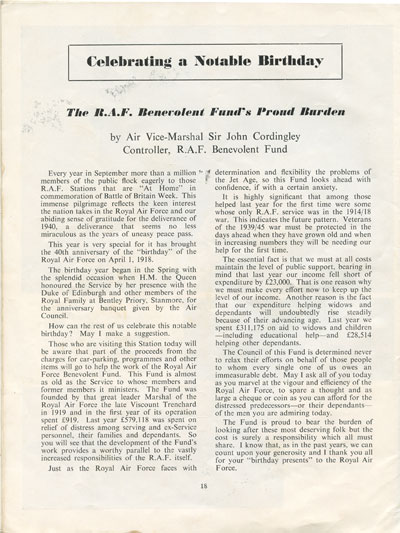 Celebrating a Notable Birthday
The R.A.F. Benevolent Fund's Proud Burden
by Air Vice-Marshal Sir John Cordingley
Controller, R.A.F. Benevolent Fund
Every year in September more than a million
members of the public flock eagerly to those
R.A.F. Stations that are "At Home" in
commemoration of Battle of Britain Week. This
immense pilgrimage reflects the keen interest
the nation takes in the Royal Air Force and our
abiding sense of gratitude for the deliverance of
1940, a deliverance that seems no less
miraculous as the years of uneasy peace pass.
This year is very special for it has brought
the 40th anniversary of the "birthday" of the
Royal Air Force on April 1, 1918.
The birthday year began in the Spring with
the splendid occasion when H.M. the Queen
honoured the Service by her presence with the
Duke of Edinburgh and other members of the
Royal Family at Bentley Priory, Stanmore, for
the anniversary banquet given by the Air
Council.
How can the rest of us celebrate this notable
birthday? May I make a suggestion.
Those who are visiting this Station today will
be aware that part of the proceeds from the
charges for car-parking, programmes and other
items will go to help the work of the Royal Air
Force Benevolent Fund. This Fund is almost
as old as the Service to whose members and
former members it ministers. The Fund was
founded by that great leader Marshal of the
Royal Air Force the late Viscount Trenchard
in 1919 and in the first year of its operation
spent £919. Last year £579,118 was spent on
relief of distress among serving and ex-Service
personnel, their families and dependants. So
you will see that the development of the Fund's
work provides a worthy parallel to the vastly
increased responsibilities of the R.A.F. itself.
Just as the Royal Air Force faces with
determination and flexibility the problems of
the Jet Age, so this Fund looks ahead with
confidence, if with a certain anxiety.
It is highly significant that among those
helped last year for the first time were some
whose only R.A.F. service was in the 1914/18
war. This indicates the future pattern. Veterans
of the 1939/45 war must be protected in the
days ahead when they have grown old and when
in increasing numbers they will be needing our
help for the first time.
The essential fact is that we must at all costs
maintain the level of public support, bearing in
mind that last year our income fell short of
expenditure by £23,000. That is one reason why
we must make every effort now to keep up the
level of our income. Another reason is the fact
that our expenditure helping widows and
dependants will undoubtedly rise steadily
because of their advancing age. Last year we
spent £311,175 on aid to widows and children
—including educational help—and £28,514
helping other dependants.
The Council of this Fund is determined never
to relax their efforts on behalf of those people
to whom every single one of us owes an
immeasurable debt. May I ask all of you today
as you marvel at the vigour and efficiency of the
Royal Air Force, to spare a thought and as
large a cheque or coin as you can afford for the
distressed predecessors—or their dependants—
of the men you are admiring today.
The Fund is proud to bear the burden of
looking after these most deserving folk but the
cost is surely a responsibility which all must
share. I know that, as in the past years, we can
count upon your generosity and I thank you all
for your "birthday presents" to the Royal Air
Force.
18